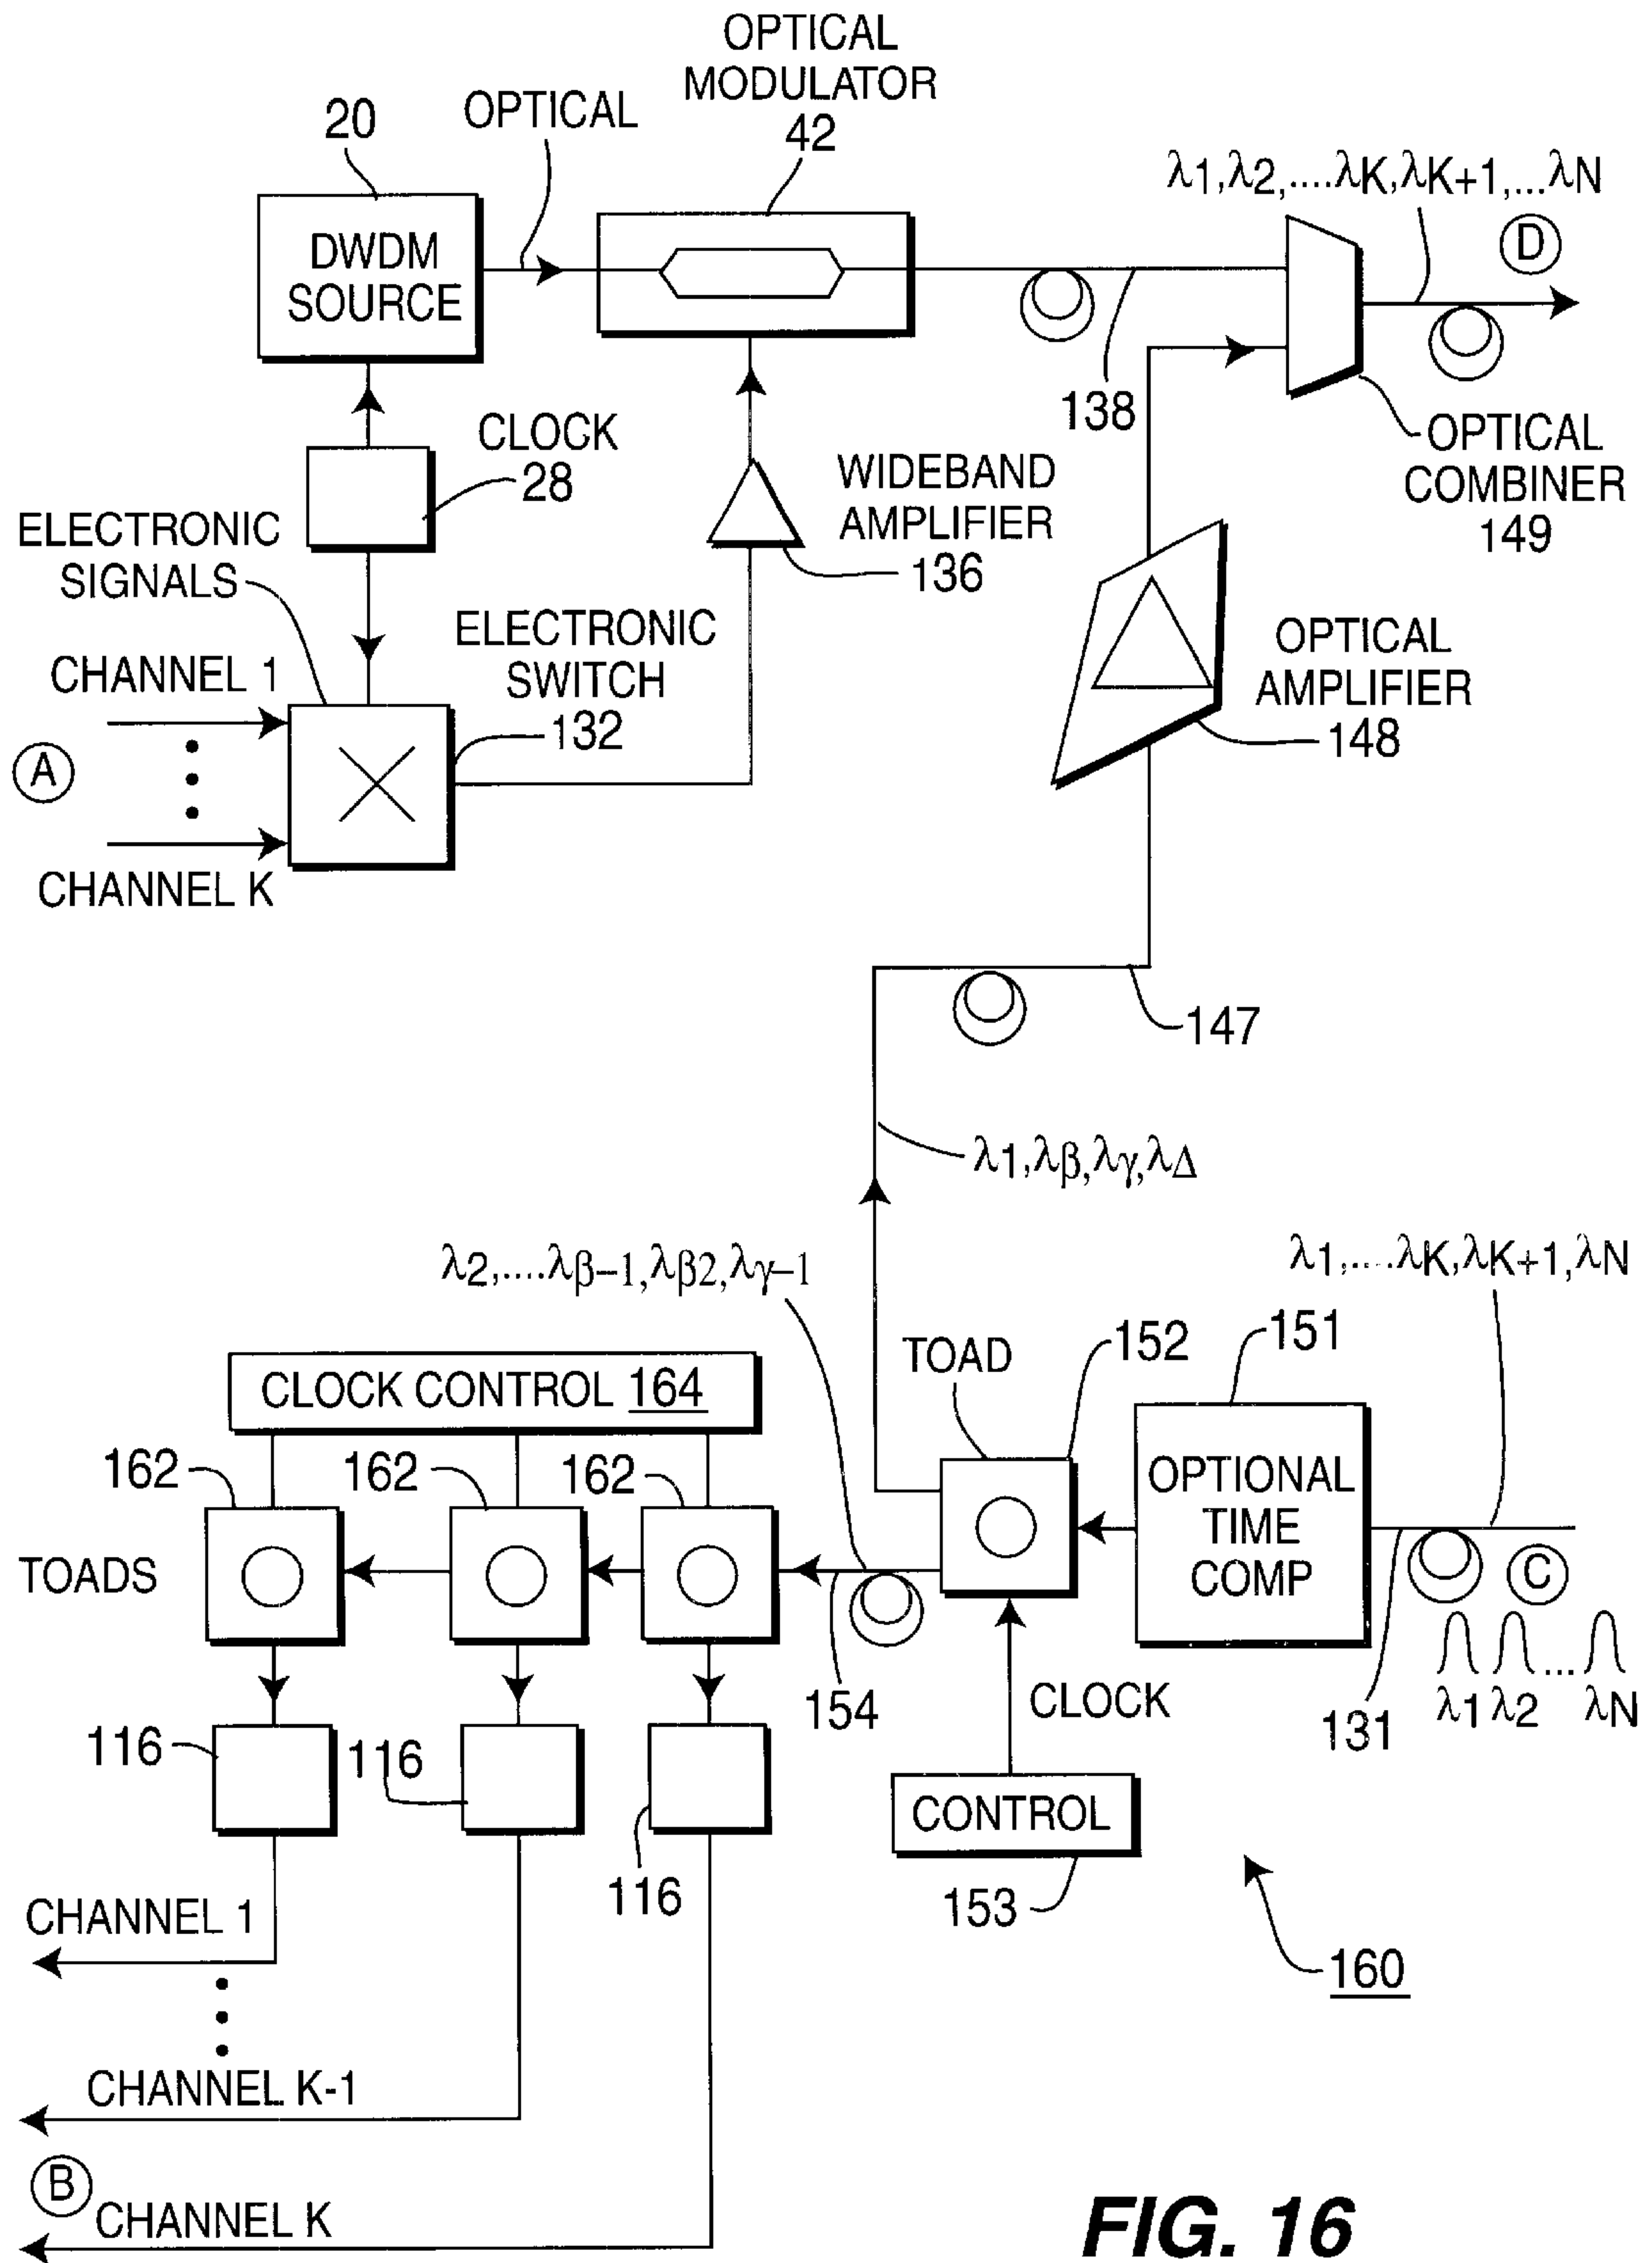 OPTICAL
MODULATOR
42
OPTICAL
20
DWDM
SOURCE
λ1,λ2,....λK,λK+1,...λN
D
138
CLOCK
28
WIDEBAND
AMPLIFIER
136
OPTICAL
COMBINER
149
ELECTRONIC
SIGNALS
ELECTRONIC
SWITCH
132
CHANNEL 1
A
CHANNEL K
OPTICAL
AMPLIFIER
148
147
λ1,λβ,λγ,λΔ
λ2,....λβ–1,λβ2,λγ–1
λ1,....λK,λK+1,λN
CLOCK CONTROL 164
TOAD
152
151
OPTIONAL
TIME
COMP
162
162
162
TOADS
C
λ1 λ2 ... λN
131
154
CLOCK
CONTROL
153
116
116
116
160
CHANNEL 1
CHANNEL K-1
B
CHANNEL K
FIG. 16